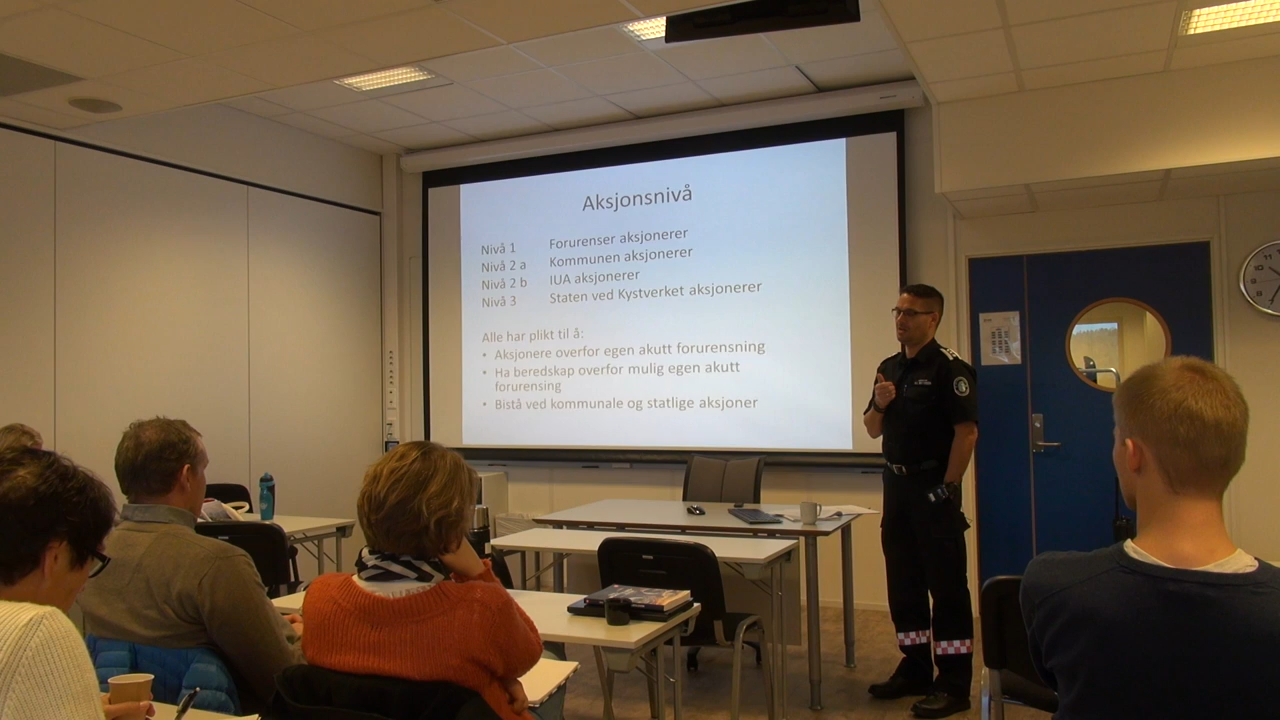 Aksjonsnivå
Nivå 1 Forurenser aksjonerer
Nivå 2 a Kommunen aksjonerer
Nivå 2 b IUA aksjonerer
Nivå 3 Staten ved Kystverket aksjonerer
Alle har plikt til å:
• Aksjonere overfor egen akutt forurensning
• Ha beredskap overfor mulig egen akutt
forurensing
• Bistå ved kommunale og statlige aksjoner